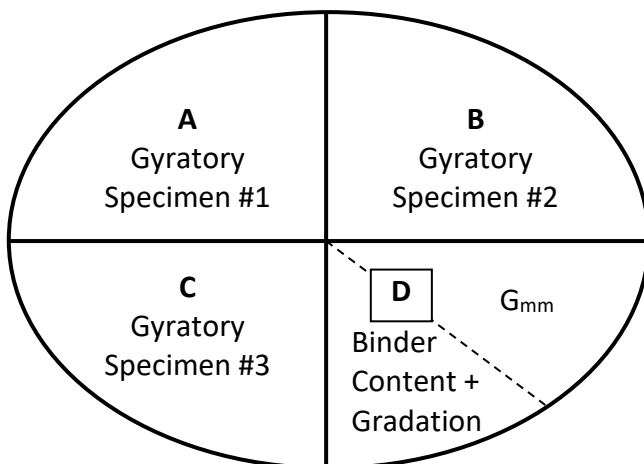 A
Gyratory
Specimen #1
B
Gyratory
Specimen #2
C
Gyratory
Specimen #3
D
Binder
Content +
Gradation
Gmm